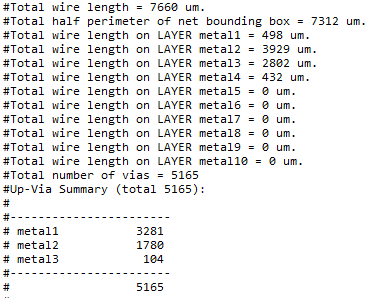 #Total wire length = 7660 um.
#Total half perimeter of net bounding box = 7312 um.
#Total wire length on LAYER metal1 = 498 um.
#Total wire length on LAYER metal2 = 3929 um.
#Total wire length on LAYER metal3 = 2802 um.
#Total wire length on LAYER metal4 = 432 um.
#Total wire length on LAYER metal5 = 0 um.
#Total wire length on LAYER metal6 = 0 um.
#Total wire length on LAYER metal7 = 0 um.
#Total wire length on LAYER metal8 = 0 um.
#Total wire length on LAYER metal9 = 0 um.
#Total wire length on LAYER metal10 = 0 um.
#Total number of vias = 5165
#Up-Via Summary (total 5165):
#
#-----------------------
# metal1 3281
# metal2 1780
# metal3 104
#-----------------------
# 5165